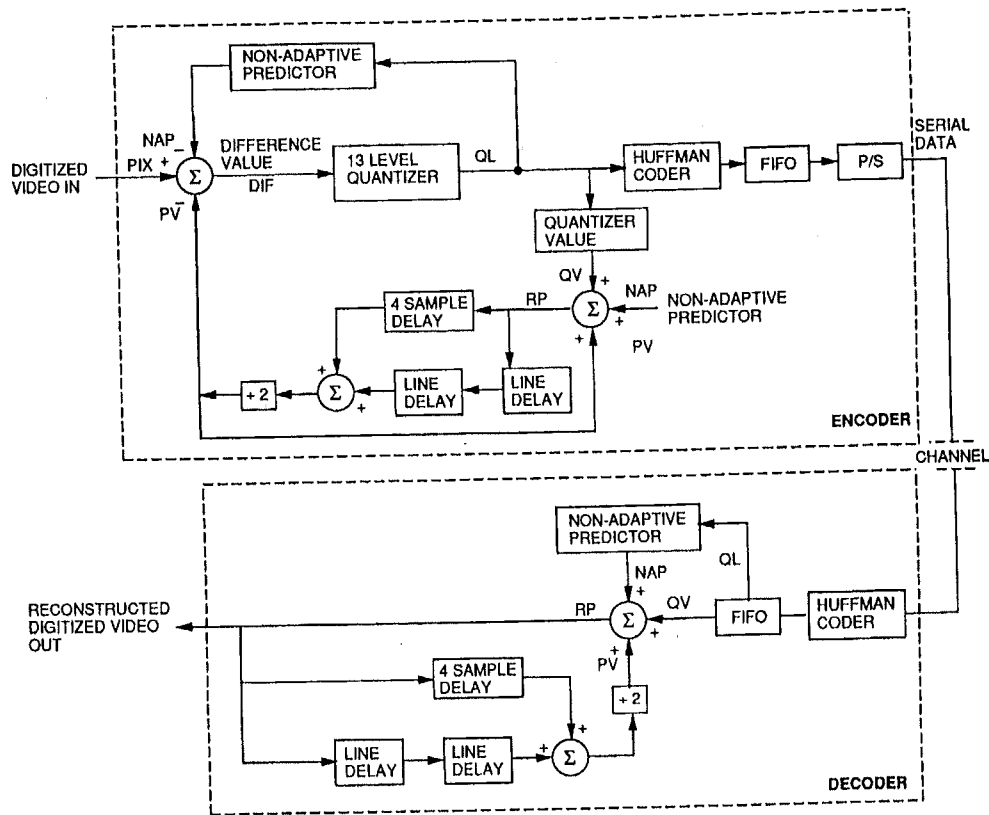 NON-ADAPTIVE
PREDICTOR
SERIAL
DATA
NAP
−
DIFFERENCE
VALUE
DIGITIZED
VIDEO IN
PIX
+
Σ
DIF
13 LEVEL
QUANTIZER
QL
HUFFMAN
CODER
FIFO
P/S
PV
−
QUANTIZER
VALUE
QV
+
4 SAMPLE
DELAY
RP
Σ
NAP
+
NON-ADAPTIVE
PREDICTOR
+
PV
+
÷ 2
Σ
+
LINE
DELAY
LINE
DELAY
ENCODER
CHANNEL
NON-ADAPTIVE
PREDICTOR
QL
NAP
+
RECONSTRUCTED
DIGITIZED VIDEO
OUT
RP
Σ
QV
+
FIFO
HUFFMAN
CODER
+
PV
4 SAMPLE
DELAY
÷ 2
+
LINE
DELAY
LINE
DELAY
+
Σ
DECODER